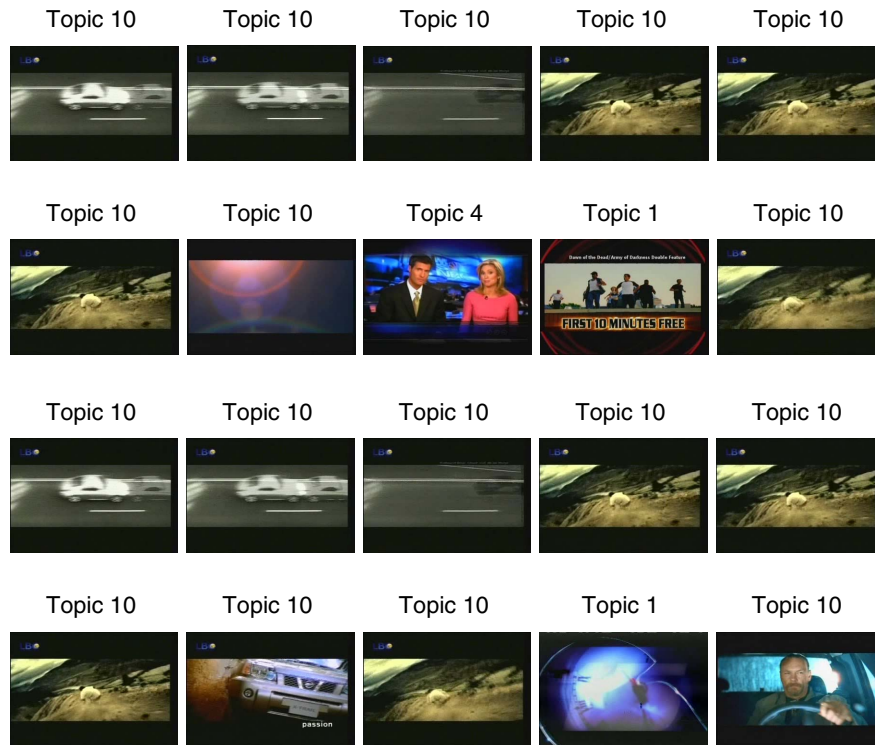 Topic 10 Topic 10 Topic 10 Topic 10 Topic 10
LBC
Topic 10 Topic 10 Topic 4 Topic 1 Topic 10
Dawn of the Dead/Army of Darkness Double Feature
FIRST 10 MINUTES FREE
Topic 10 Topic 10 Topic 10 Topic 10 Topic 10
Topic 10 Topic 10 Topic 10 Topic 1 Topic 10
passion